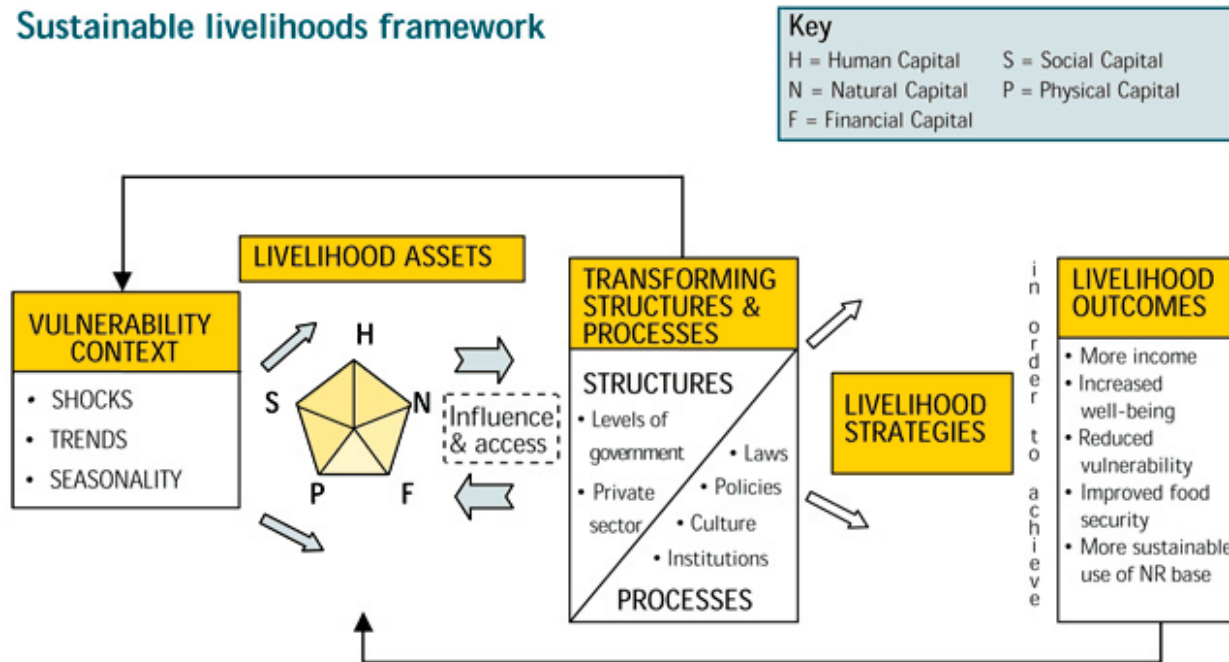 Sustainable livelihoods framework
Key
H = Human Capital S = Social Capital
N = Natural Capital P = Physical Capital
F = Financial Capital
LIVELIHOOD ASSETS
VULNERABILITY
CONTEXT
• SHOCKS
• TRENDS
• SEASONALITY
H
S
N
P
F
Influence
& access
TRANSFORMING
STRUCTURES &
PROCESSES
STRUCTURES
• Levels of
government
• Private
sector
• Laws
• Policies
• Culture
• Institutions
PROCESSES
LIVELIHOOD
STRATEGIES
in order to achieve
LIVELIHOOD
OUTCOMES
• More income
• Increased
well-being
• Reduced
vulnerability
• Improved food
security
• More sustainable
use of NR base